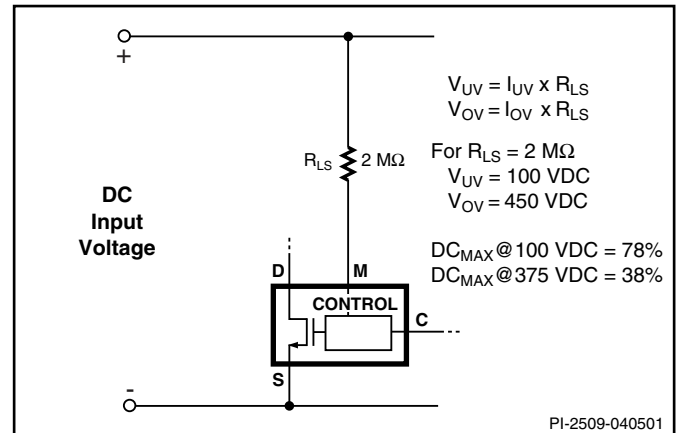 +
V_UV = I_UV x R_LS
V_OV = I_OV x R_LS
R_LS 2 MΩ
For R_LS = 2 MΩ
V_UV = 100 VDC
V_OV = 450 VDC
DC
Input
Voltage
DC_MAX@100 VDC = 78%
DC_MAX@375 VDC = 38%
D M
CONTROL
C
S
-
PI-2509-040501